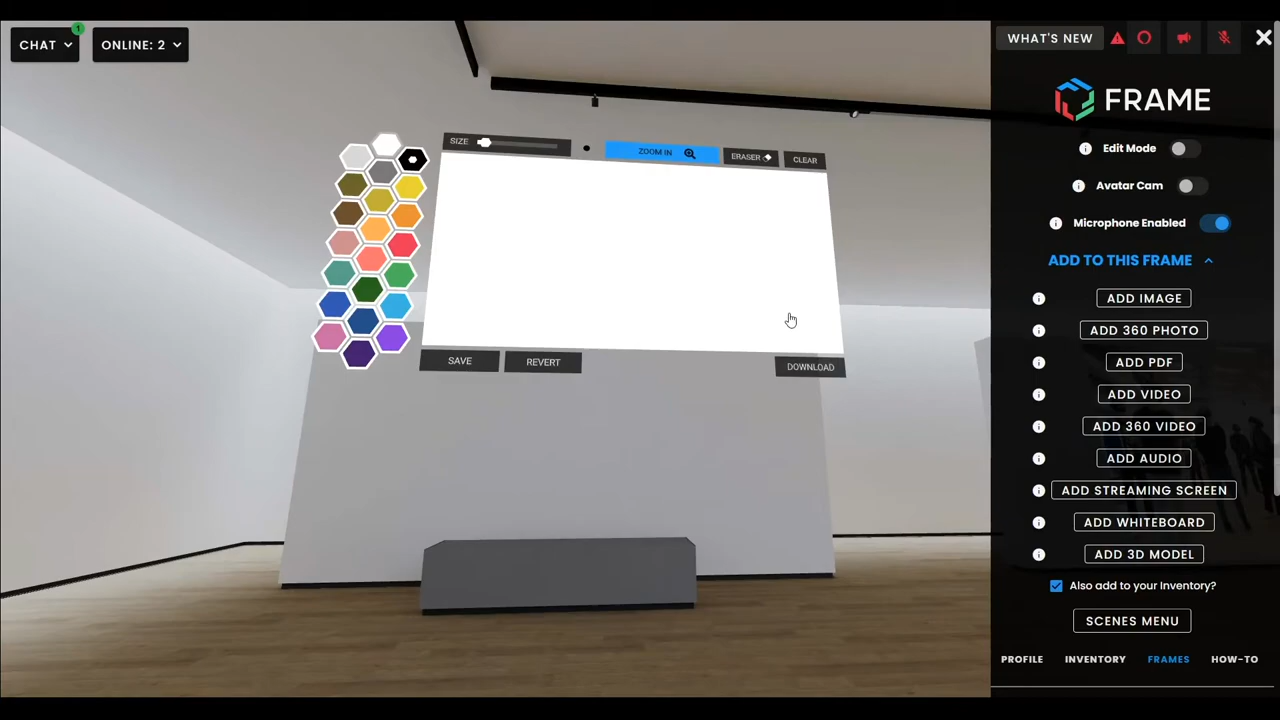 CHAT
1
ONLINE: 2
WHAT'S NEW
FRAME
Edit Mode
Avatar Cam
Microphone Enabled
ADD TO THIS FRAME
ADD IMAGE
ADD 360 PHOTO
ADD PDF
ADD VIDEO
ADD 360 VIDEO
ADD AUDIO
ADD STREAMING SCREEN
ADD WHITEBOARD
ADD 3D MODEL
Also add to your Inventory?
SCENES MENU
PROFILE INVENTORY FRAMES HOW-TO
SIZE
ZOOM IN
ERASER
CLEAR
SAVE
REVERT
DOWNLOAD